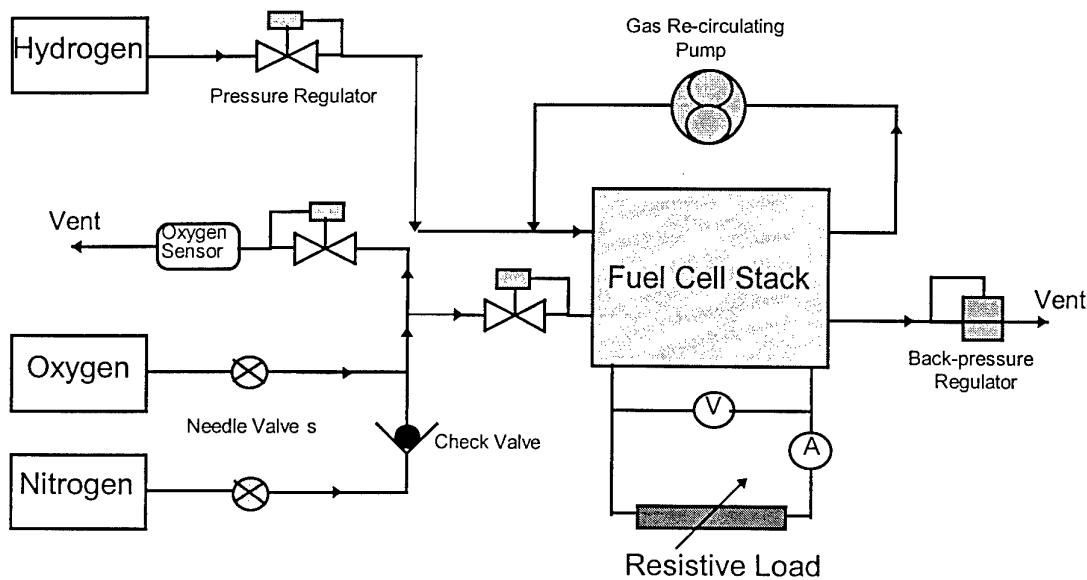 Hydrogen
Pressure Regulator
Gas Re-circulating
Pump
Vent
Oxygen
Sensor
Fuel Cell Stack
Vent
Back-pressure
Regulator
Oxygen
Needle Valve s
Check Valve
Nitrogen
V
A
Resistive Load